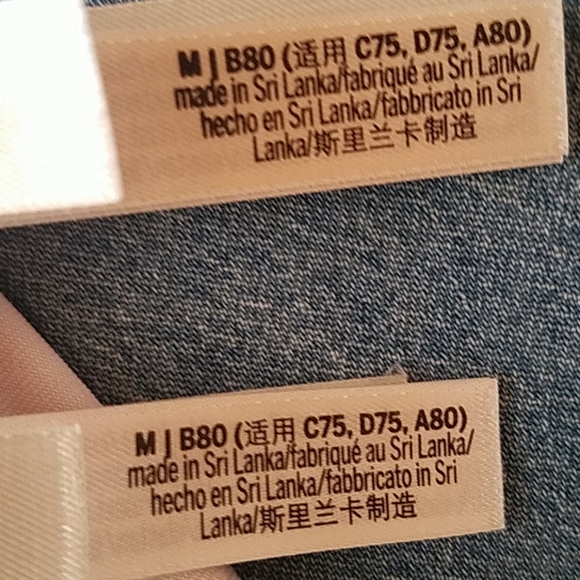 M | B80 (适用 C75, D75, A80)
made in Sri Lanka/fabriqué au Sri Lanka/
hecho en Sri Lanka/fabbricato in Sri
Lanka/斯里兰卡制造
M | B80 (适用 C75, D75, A80)
made in Sri Lanka/fabriqué au Sri Lanka/
hecho en Sri Lanka/fabbricato in Sri
Lanka/斯里兰卡制造